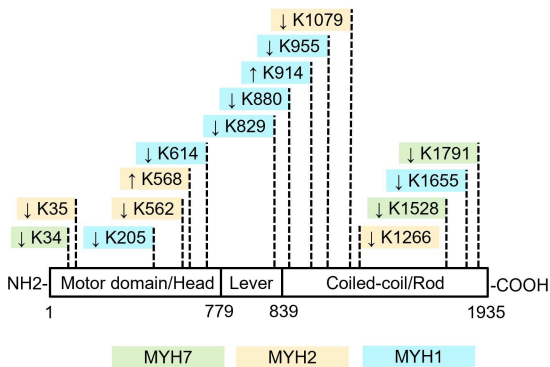 ↓ K1079
↓ K955
↑ K914
↓ K880
↓ K829
↓ K614
↓ K1791
↑ K568
↓ K1655
↓ K35
↓ K562
↓ K1528
↓ K34
↓ K205
↓ K1266
NH2- Motor domain/Head Lever Coiled-coil/Rod -COOH
1 779 839 1935
MYH7 MYH2 MYH1